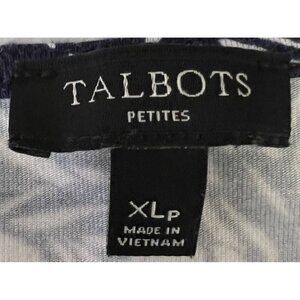 TALBOTS
PETITES
XLP
MADE IN
VIETNAM